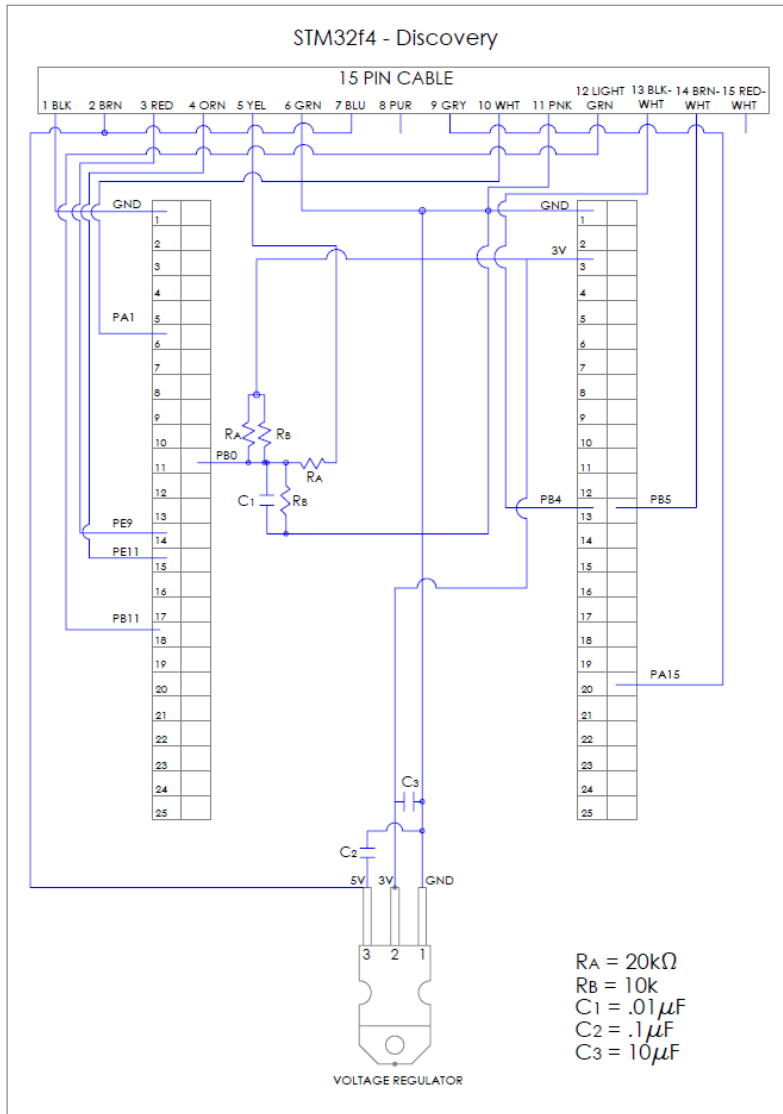 STM32f4 - Discovery
15 PIN CABLE
1 BLK 2 BRN 3 RED 4 ORN 5 YEL 6 GRN 7 BLU 8 PUR 9 GRY 10 WHT 11 PNK 12 LIGHT GRN 13 BLK-WHT 14 BRN-WHT 15 RED-WHT
GND
1
2
3
4
5
PA1
6
7
8
9
10
11
PB0
12
13
PE9
14
PE11
15
16
17
PB11
18
19
20
21
22
23
24
25
RA
RB
RA
C1
RB
GND
1
2
3V
3
4
5
6
7
8
9
10
11
12
PB4
PB5
13
14
15
16
17
18
19
PA15
20
21
22
23
24
25
C3
C2
5V 3V GND
3 2 1
VOLTAGE REGULATOR
RA = 20kΩ
RB = 10k
C1 = .01µF
C2 = .1µF
C3 = 10µF